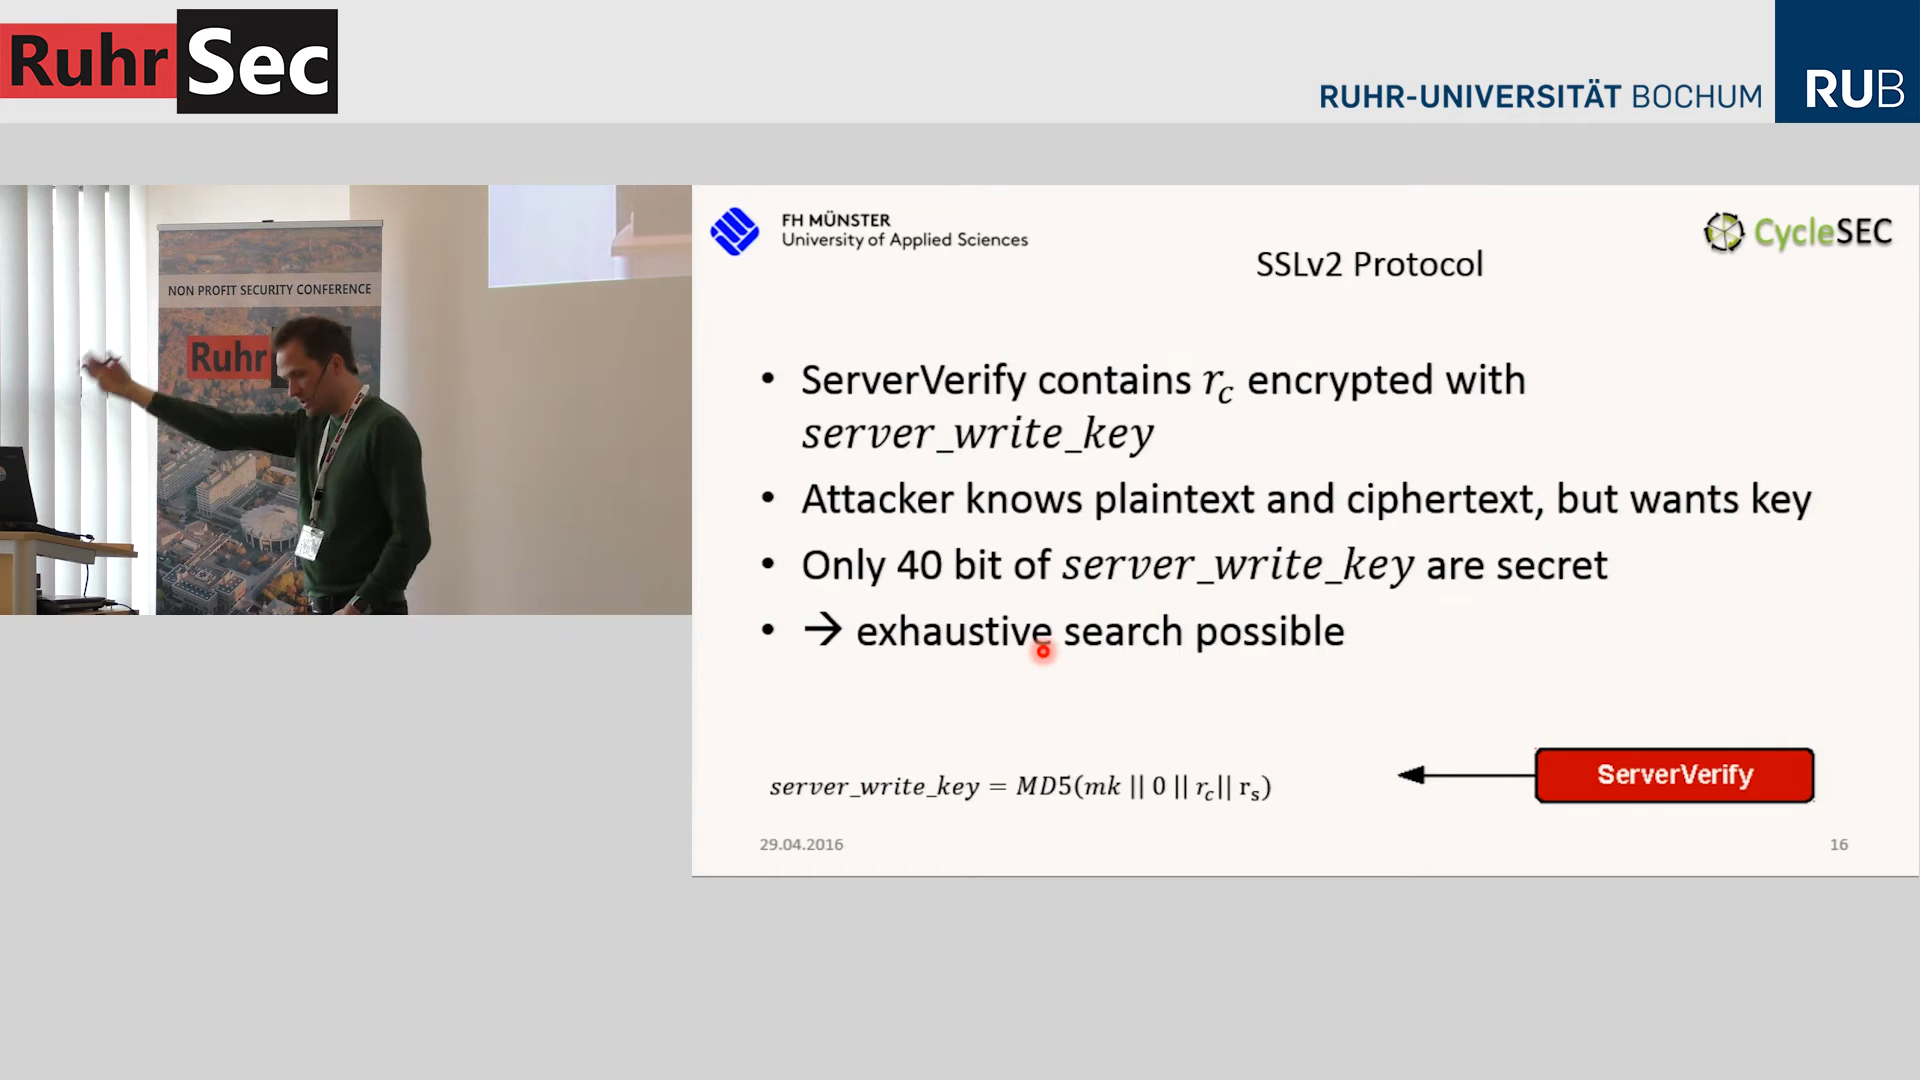 RuhrSec
RUHR-UNIVERSITÄT BOCHUM
RUB
NON PROFIT SECURITY CONFERENCE
Ruhr
FH MÜNSTER
University of Applied Sciences
CycleSEC
SSLv2 Protocol
• ServerVerify contains r_c encrypted with
server_write_key
• Attacker knows plaintext and ciphertext, but wants key
• Only 40 bit of server_write_key are secret
• → exhaustive search possible
server_write_key = MD5(mk || 0 || r_c|| r_s)
ServerVerify
29.04.2016
16